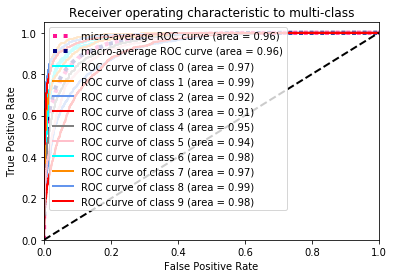 Receiver operating characteristic to multi-class
True Positive Rate
1.0
0.8
0.6
0.4
0.2
0.0
micro-average ROC curve (area = 0.96)
macro-average ROC curve (area = 0.96)
ROC curve of class 0 (area = 0.97)
ROC curve of class 1 (area = 0.99)
ROC curve of class 2 (area = 0.92)
ROC curve of class 3 (area = 0.91)
ROC curve of class 4 (area = 0.95)
ROC curve of class 5 (area = 0.94)
ROC curve of class 6 (area = 0.98)
ROC curve of class 7 (area = 0.97)
ROC curve of class 8 (area = 0.99)
ROC curve of class 9 (area = 0.98)
0.0 0.2 0.4 0.6 0.8 1.0
False Positive Rate